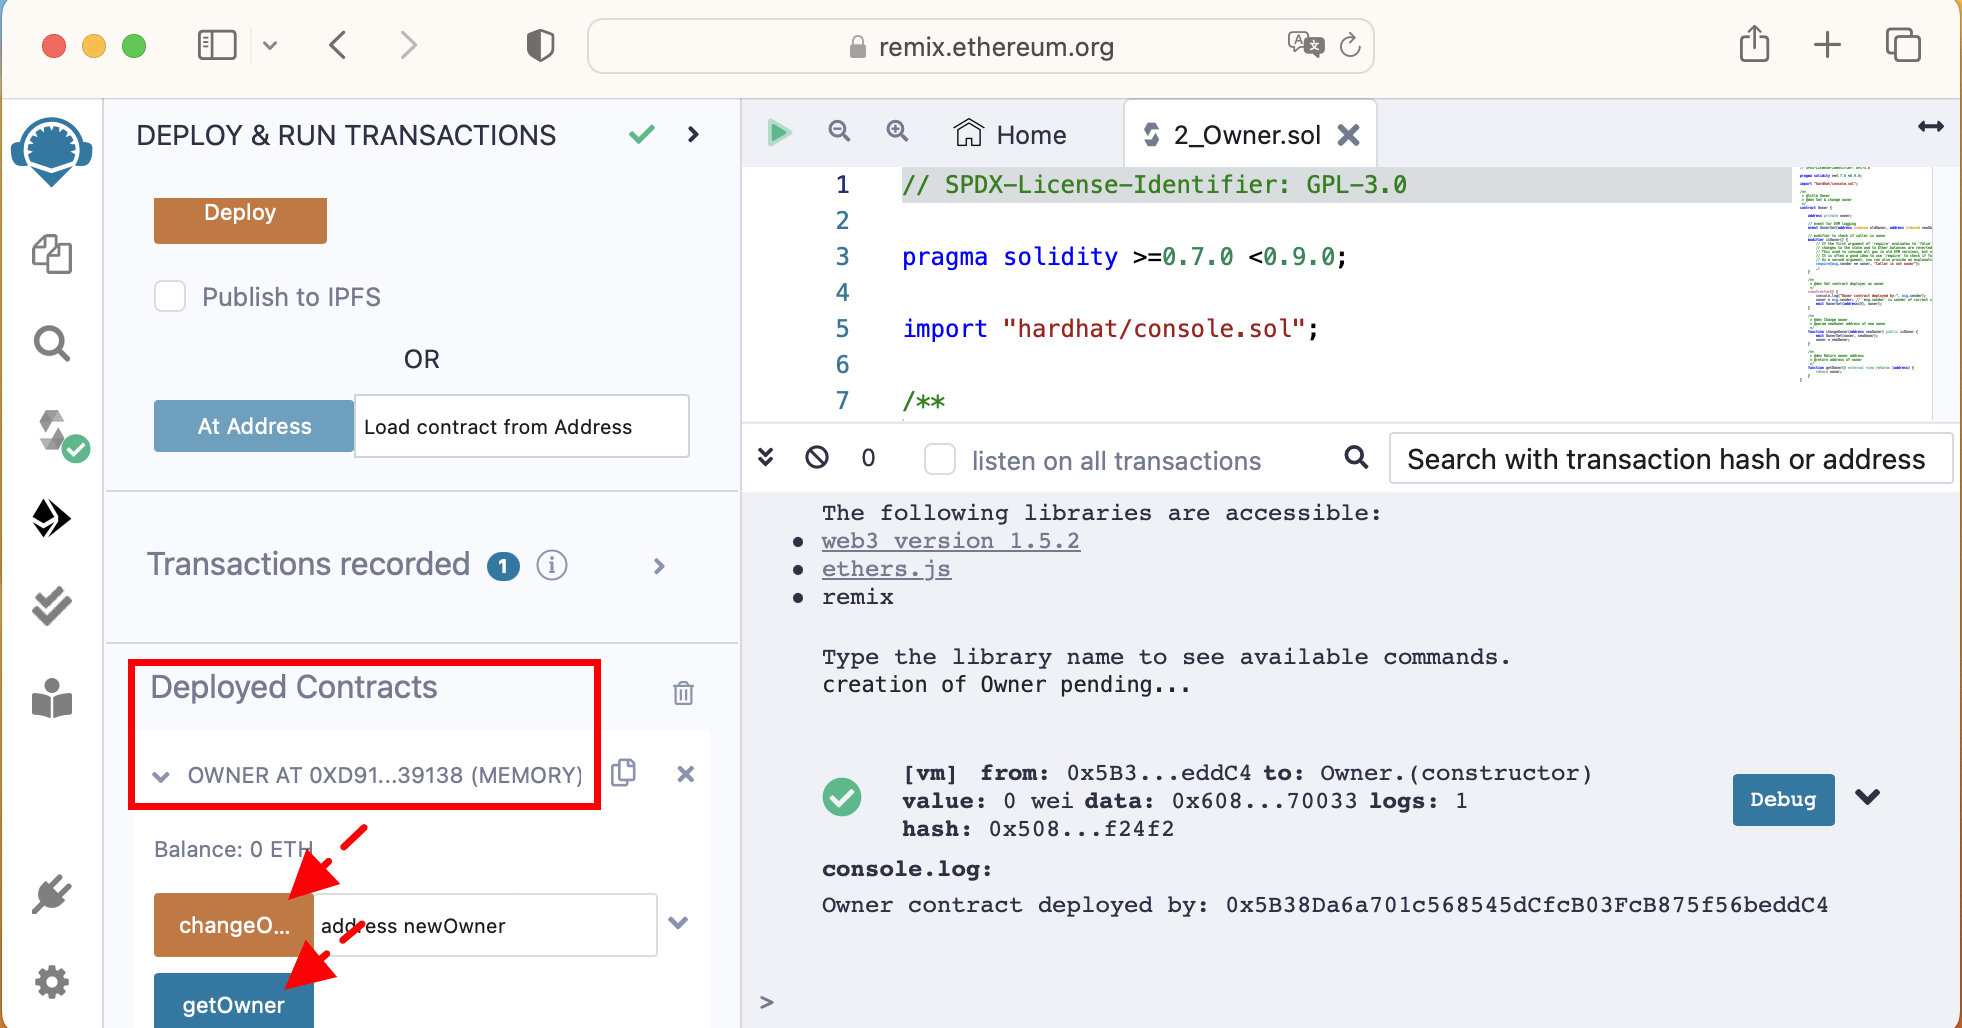 remix.ethereum.org
DEPLOY & RUN TRANSACTIONS
Deploy
Publish to IPFS
OR
At Address
Load contract from Address
Transactions recorded 1
Deployed Contracts
OWNER AT 0XD91...39138 (MEMORY)
Balance: 0 ETH
changeO...
address newOwner
getOwner
Home
2_Owner.sol
1 // SPDX-License-Identifier: GPL-3.0
2
3 pragma solidity >=0.7.0 <0.9.0;
4
5 import "hardhat/console.sol";
6
7 /**
0
listen on all transactions
Search with transaction hash or address
The following libraries are accessible:
web3 version 1.5.2
ethers.js
remix
Type the library name to see available commands.
creation of Owner pending...
[vm] from: 0x5B3...eddC4 to: Owner.(constructor)
value: 0 wei data: 0x608...70033 logs: 1
hash: 0x508...f24f2
Debug
console.log:
Owner contract deployed by: 0x5B38Da6a701c568545dCfcB03FcB875f56beddC4
>